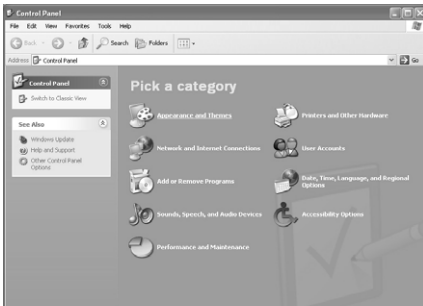 Control Panel
File Edit View Favorites Tools Help
Back Search Folders
Address Control Panel Go
Control Panel
Switch to Classic View
See Also
Windows Update
Help and Support
Other Control Panel
Options
Pick a category
Appearance and Themes
Printers and Other Hardware
Network and Internet Connections
User Accounts
Add or Remove Programs
Date, Time, Language, and Regional
Options
Sounds, Speech, and Audio Devices
Accessibility Options
Performance and Maintenance